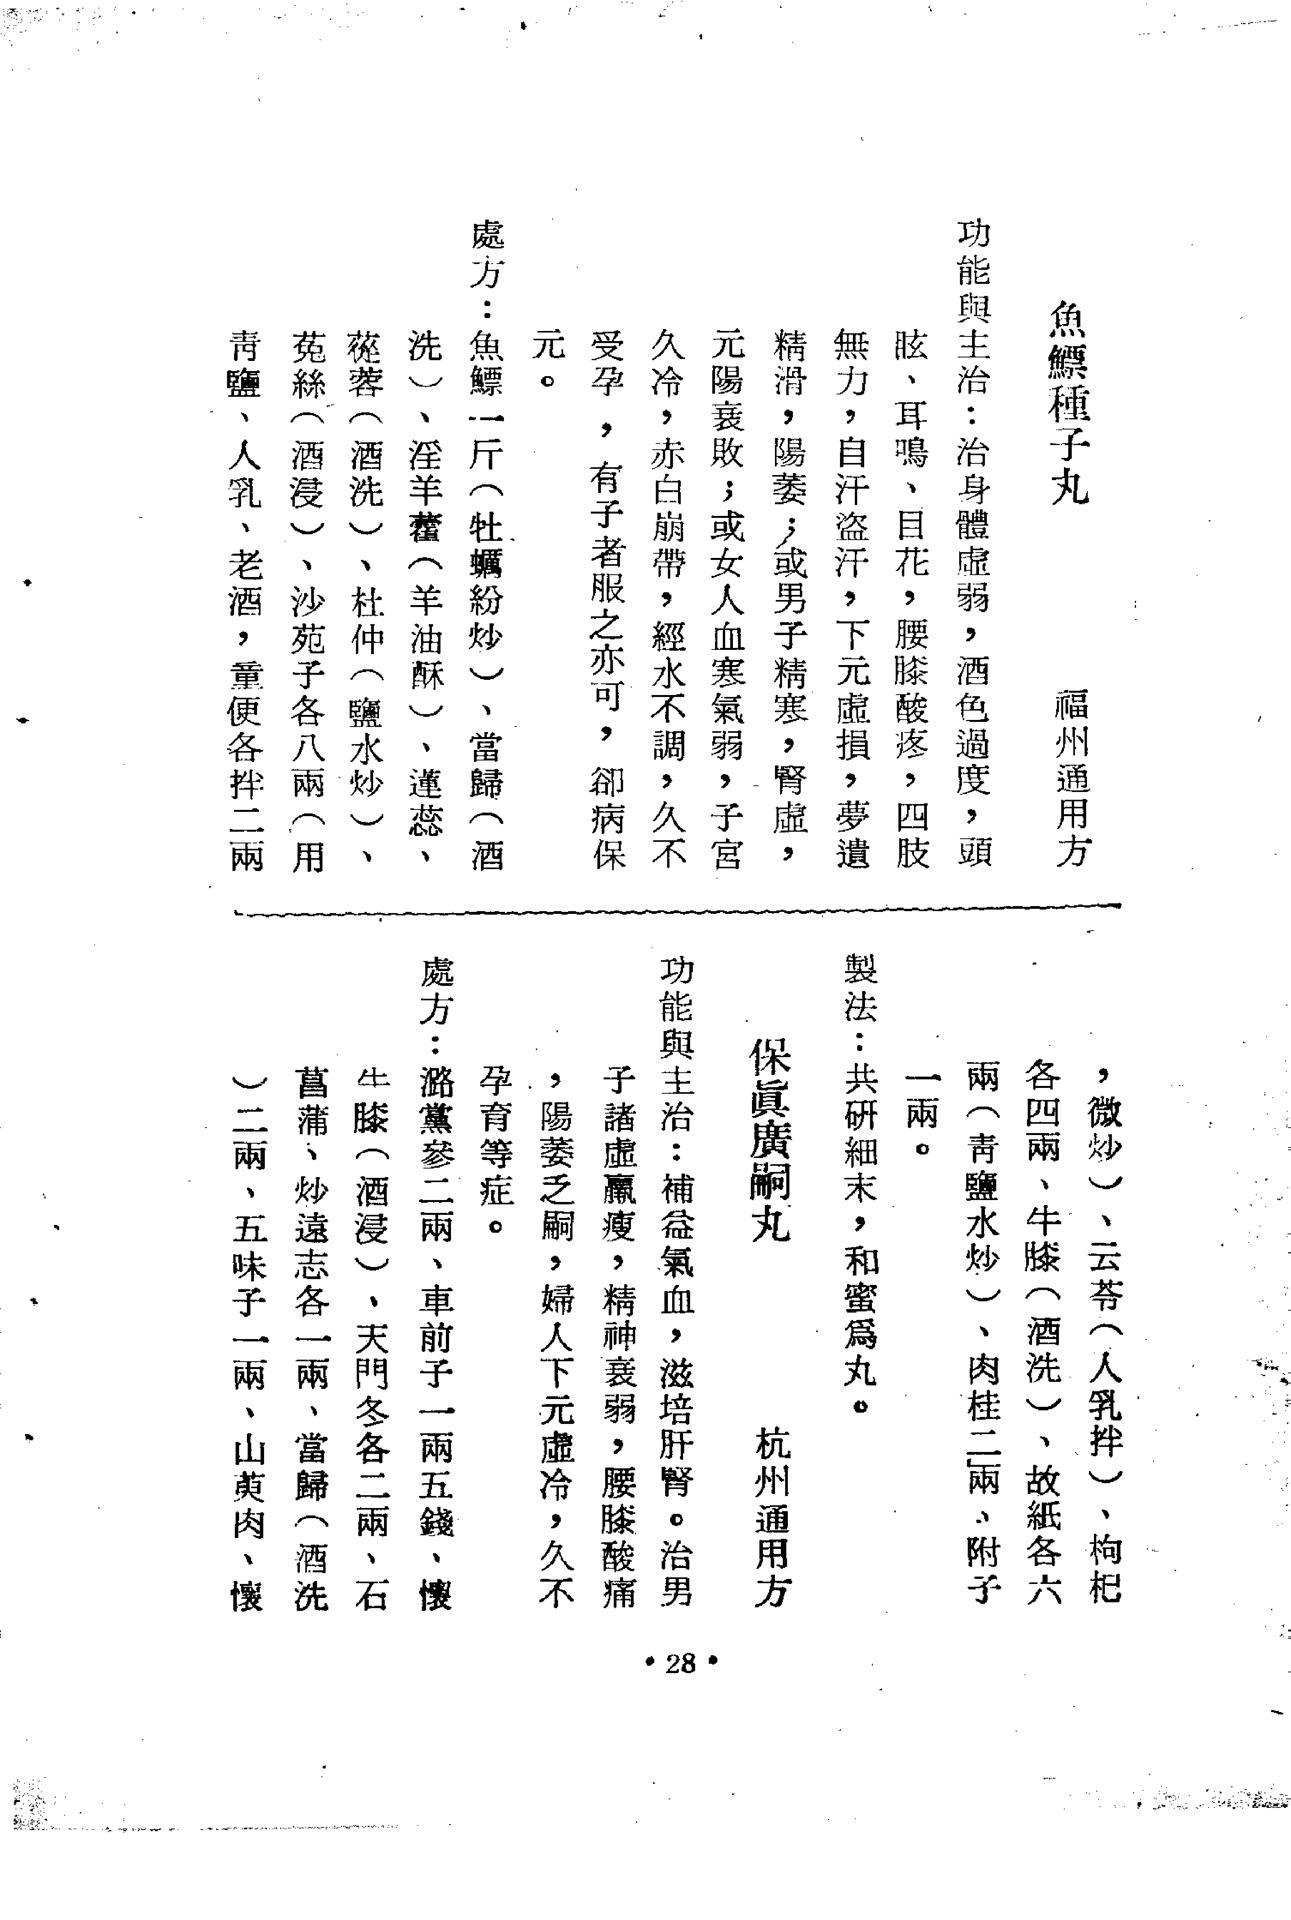 魚鰾種子丸　福州通用方
功能與主治：治身體虛弱，酒色過度，頭
眩、耳鳴、目花，腰膝酸疼，四肢
無力，自汗盜汗，下元虛損，夢遺
精滑，陽萎；或男子精寒，腎虛，
元陽衰敗；或女人血寒氣弱，子宮
久冷，赤白崩帶，經水不調，久不
受孕，有子者服之亦可，卻病保
元。
處方：魚鰾一斤（牡蠣紛炒）、當歸（酒
洗）、淫羊藿（羊油酥）、蓮蕊、
蓯蓉（酒洗）、杜仲（鹽水炒）、
菟絲（酒浸）、沙苑子各八兩（用
靑鹽、人乳、老酒，童便各拌二兩
，微炒）、云苓（人乳拌）、枸杞
各四兩、牛膝（酒洗）、故紙各六
兩（靑鹽水炒）、肉桂二兩、附子
一兩。
製法：共研細末，和蜜爲丸。
保眞廣嗣丸　杭州通用方
功能與主治：補益氣血，滋培肝腎。治男
子諸虛羸瘦，精神衰弱，腰膝酸痛
，陽萎乏嗣，婦人下元虛冷，久不
孕育等症。
處方：潞黨參二兩、車前子一兩五錢、懷
牛膝（酒浸）、天門冬各二兩、石
菖蒲、炒遠志各一兩、當歸（酒洗
）二兩、五味子一兩、山萸肉、懷
•28•